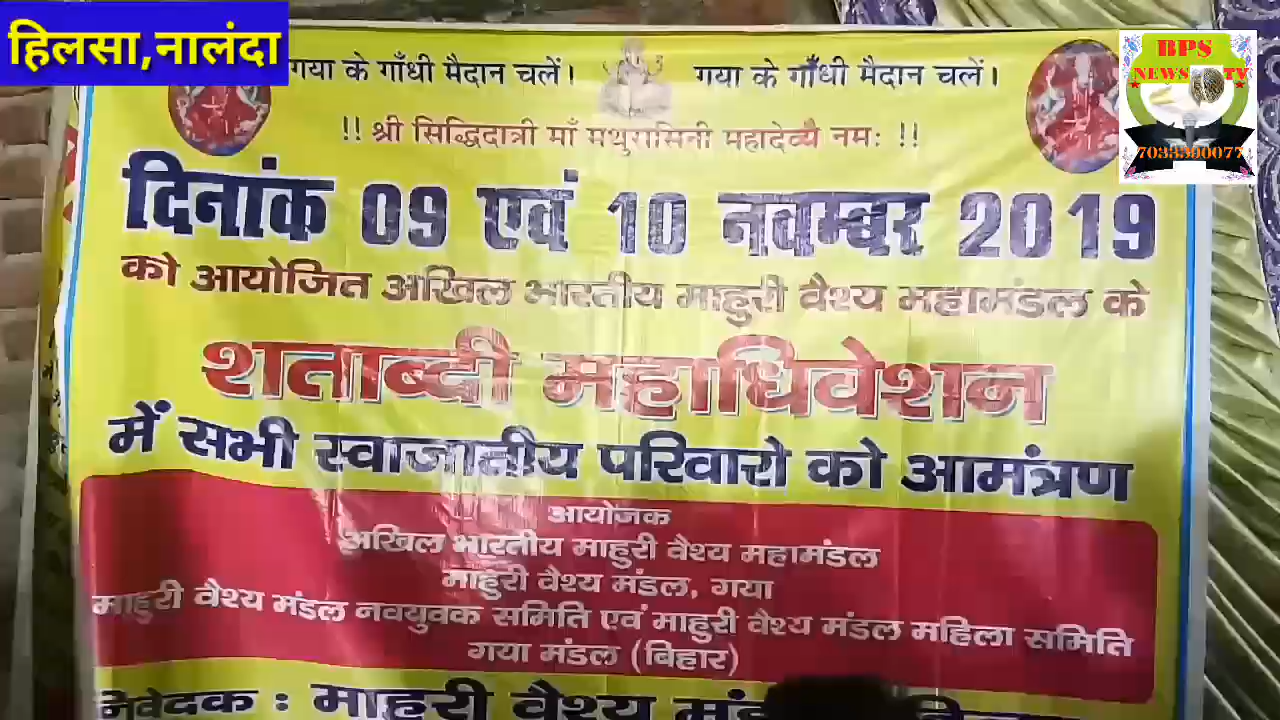 हिलसा,नालंदा
गया के गाँधी मैदान चलें। गया के गाँधी मैदान चलें।
BPS
NEWS TV
7033390077
!! श्री सिद्धिदात्री माँ मथुरासिनी महादेव्यै नमः !!
दिनांक 09 एवं 10 नवम्बर 2019
को आयोजित अखिल भारतीय माहुरी वैश्य महामंडल के
शताब्दी महाधिवेशन
में सभी स्वाजातीय परिवारो को आमंत्रण
आयोजक
अखिल भारतीय माहुरी वैश्य महामंडल
माहुरी वैश्य मंडल, गया
माहुरी वैश्य मंडल नवयुवक समिति एवं माहुरी वैश्य मंडल महिला समिति
गया मंडल (बिहार)
निवेदक : माहुरी वैश्य